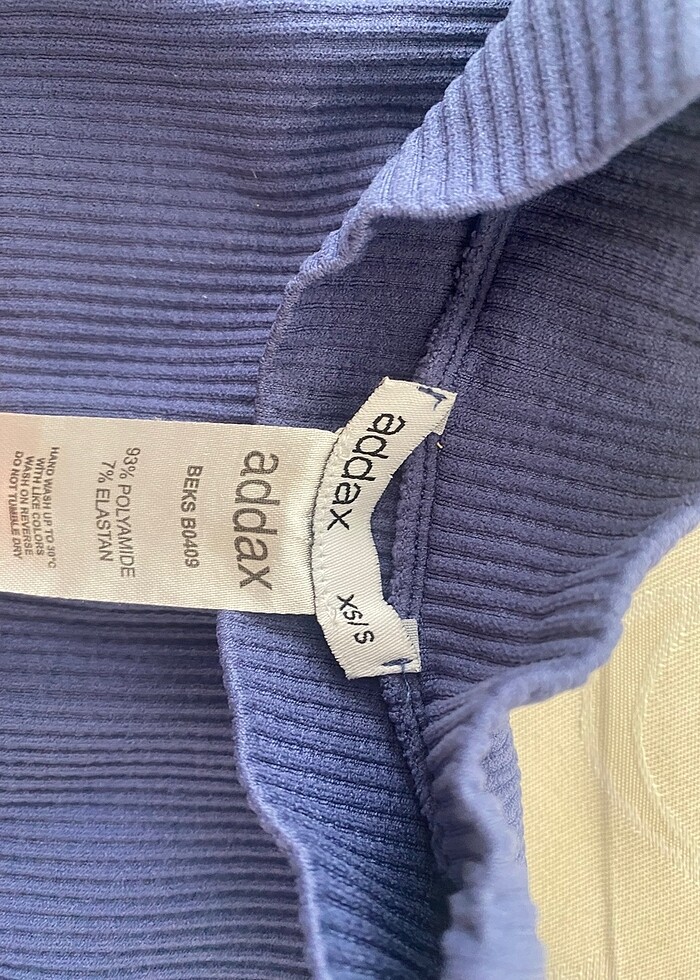 addax
XS/S
addax
BEKS B0409
93% POLYAMIDE
7% ELASTAN
HAND WASH UP TO 30°C
WITH LIKE COLORS
WASH ON REVERSE
DO NOT TUMBLE DRY